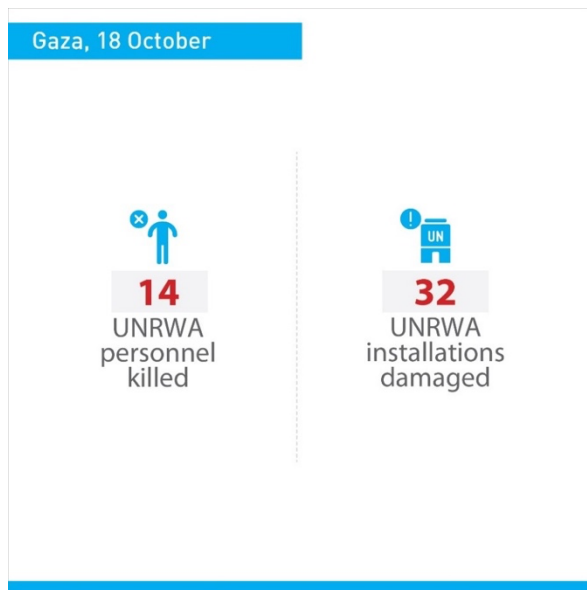 Gaza, 18 October
14
UNRWA
personnel
killed
UN
32
UNRWA
installations
damaged